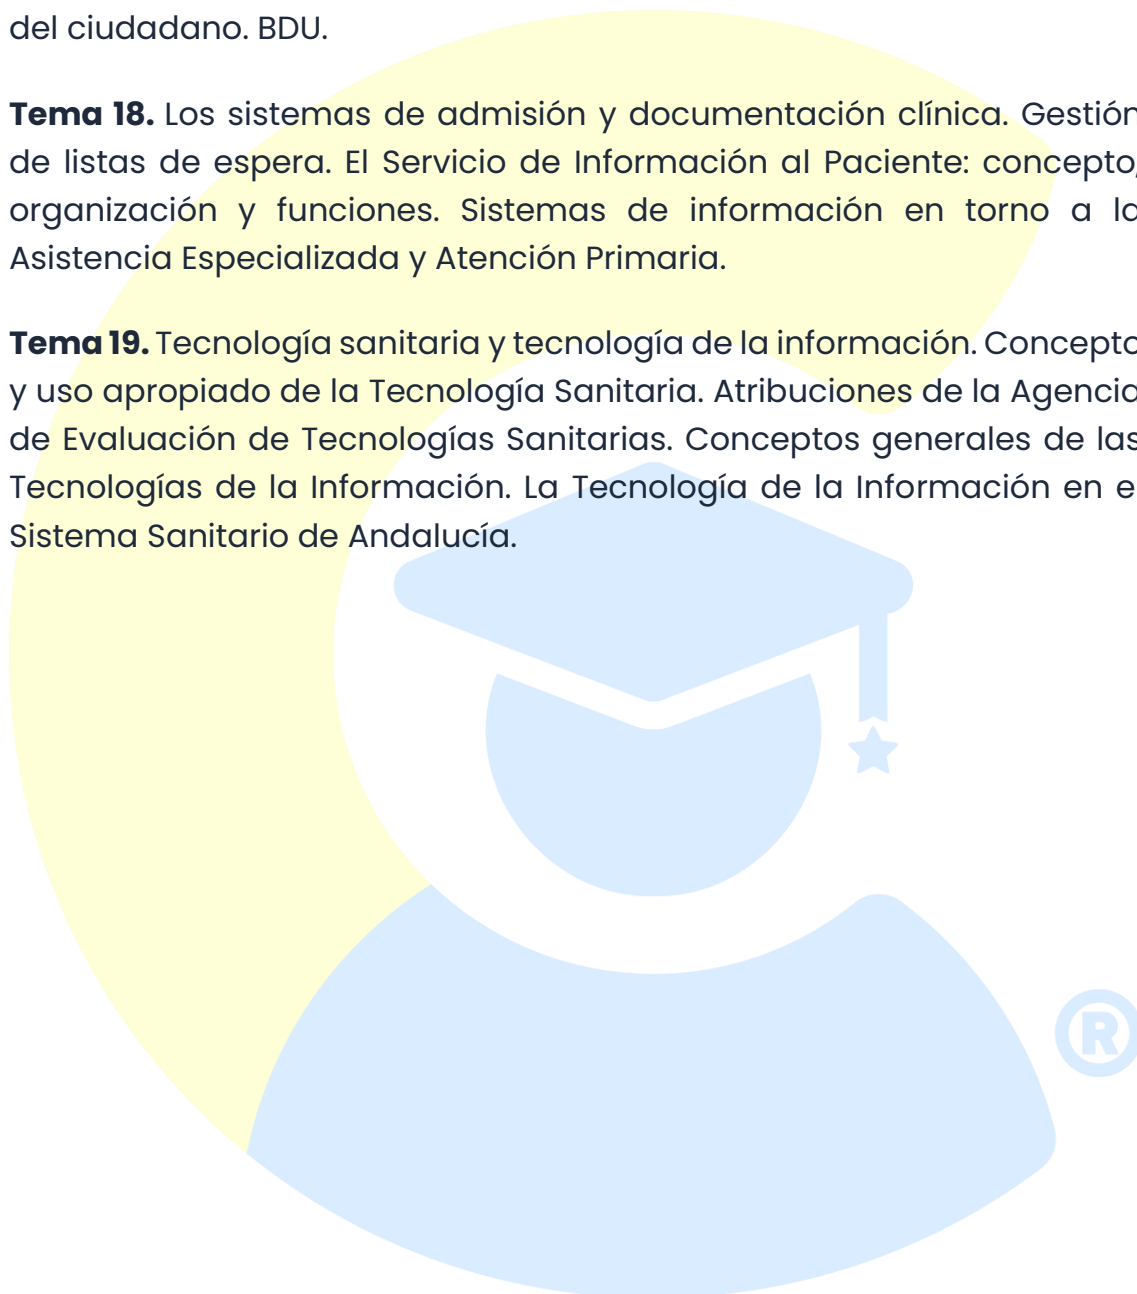 del ciudadano. BDU.
Tema 18. Los sistemas de admisión y documentación clínica. Gestión
de listas de espera. El Servicio de Información al Paciente: concepto,
organización y funciones. Sistemas de información en torno a la
Asistencia Especializada y Atención Primaria.
Tema 19. Tecnología sanitaria y tecnología de la información. Concepto
y uso apropiado de la Tecnología Sanitaria. Atribuciones de la Agencia
de Evaluación de Tecnologías Sanitarias. Conceptos generales de las
Tecnologías de la Información. La Tecnología de la Información en e
Sistema Sanitario de Andalucía.
®